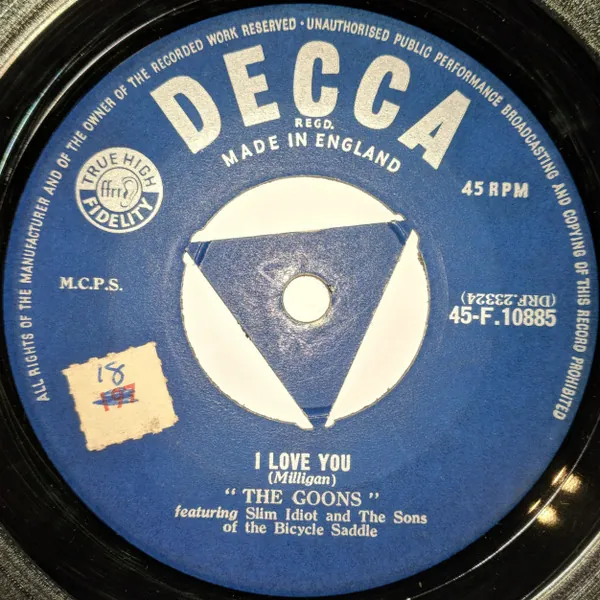 ALL RIGHTS OF THE MANUFACTURER AND OF THE OWNER OF THE RECORDED WORK RESERVED · UNAUTHORISED PUBLIC PERFORMANCE BROADCASTING AND COPYING OF THIS RECORD PROHIBITED
DECCA
REGD.
MADE IN ENGLAND
TRUE HIGH
ffrr
FIDELITY
45 RPM
M.C.P.S.
(DRF.23324)
45-F.10885
18
I LOVE YOU
(Milligan)
" THE GOONS "
featuring Slim Idiot and The Sons
of the Bicycle Saddle